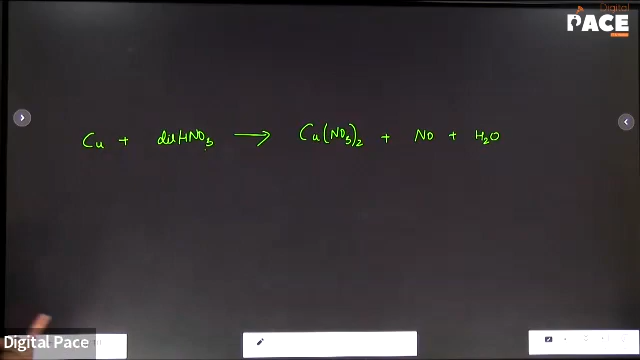 Digital
PACE
Cu + dil HNO₃ ⟶ Cu(NO₃)₂ + NO + H₂O
Digital Pace